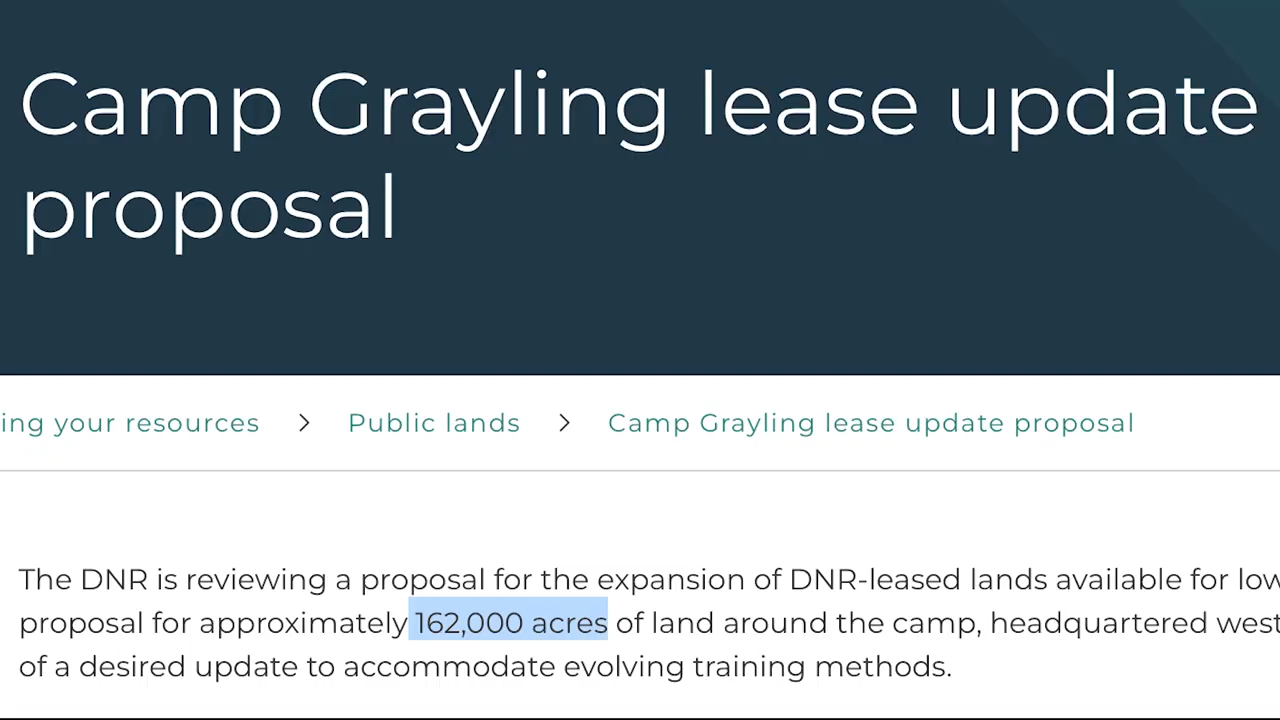 Camp Grayling lease update
proposal
ing your resources > Public lands > Camp Grayling lease update proposal
The DNR is reviewing a proposal for the expansion of DNR-leased lands available for low
proposal for approximately 162,000 acres of land around the camp, headquartered west
of a desired update to accommodate evolving training methods.